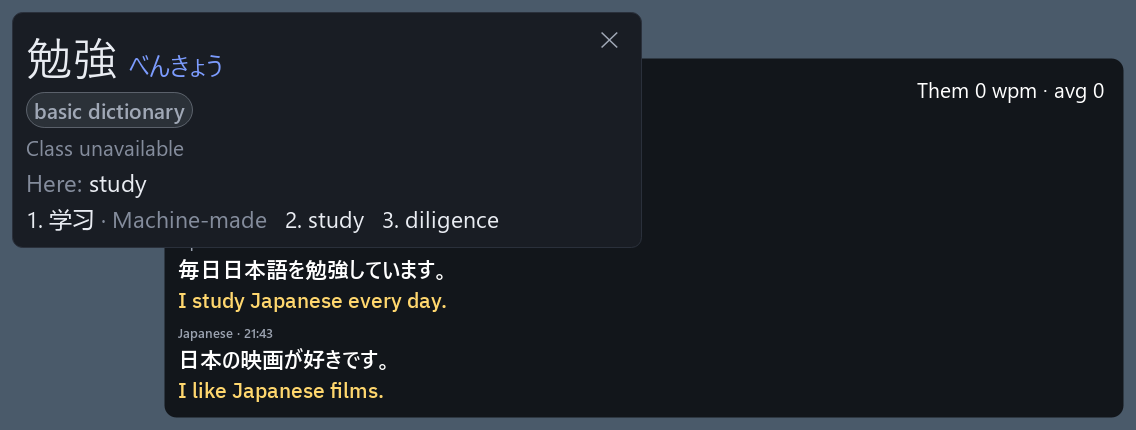 勉強 べんきょう
basic dictionary
Class unavailable
Here: study
1. 学习 · Machine-made 2. study 3. diligence
Them 0 wpm · avg 0
毎日日本語を勉強しています。
I study Japanese every day.
Japanese · 21:43
日本の映画が好きです。
I like Japanese films.